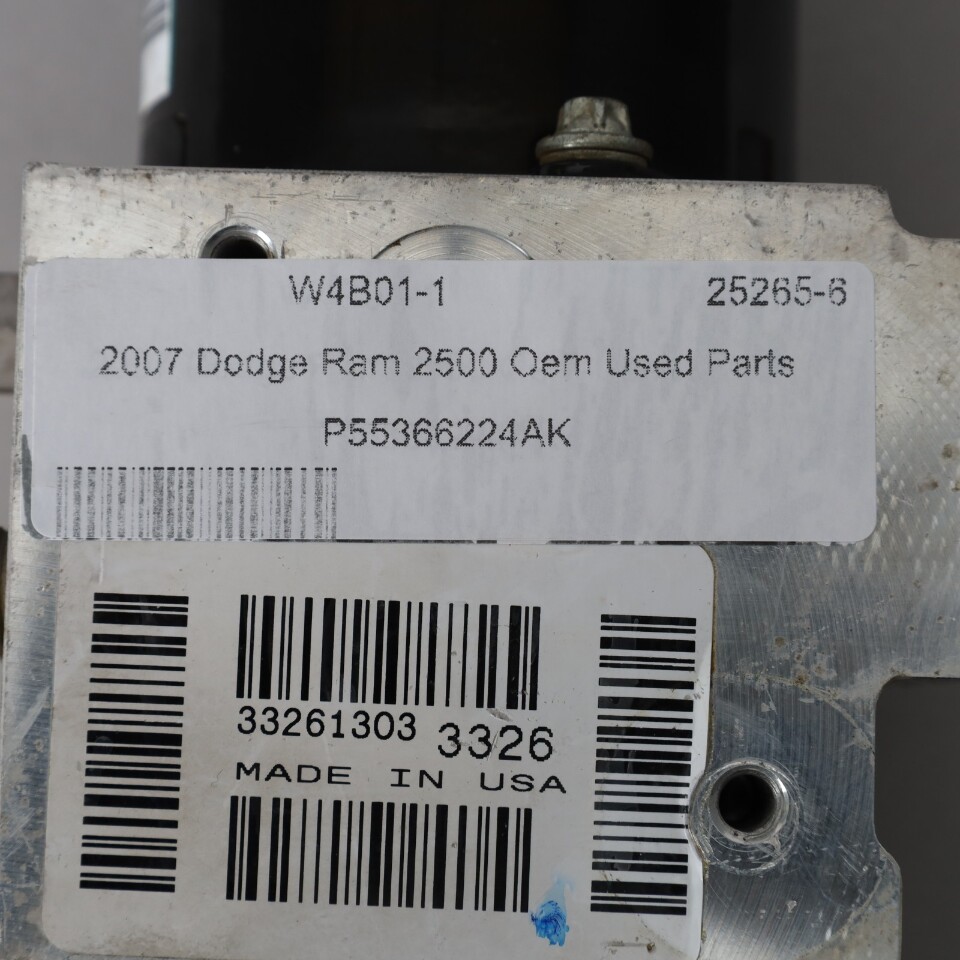 W4B01-1 25265-6
2007 Dodge Ram 2500 Oem Used Parts
P55366224AK
33261303 3326
MADE IN USA